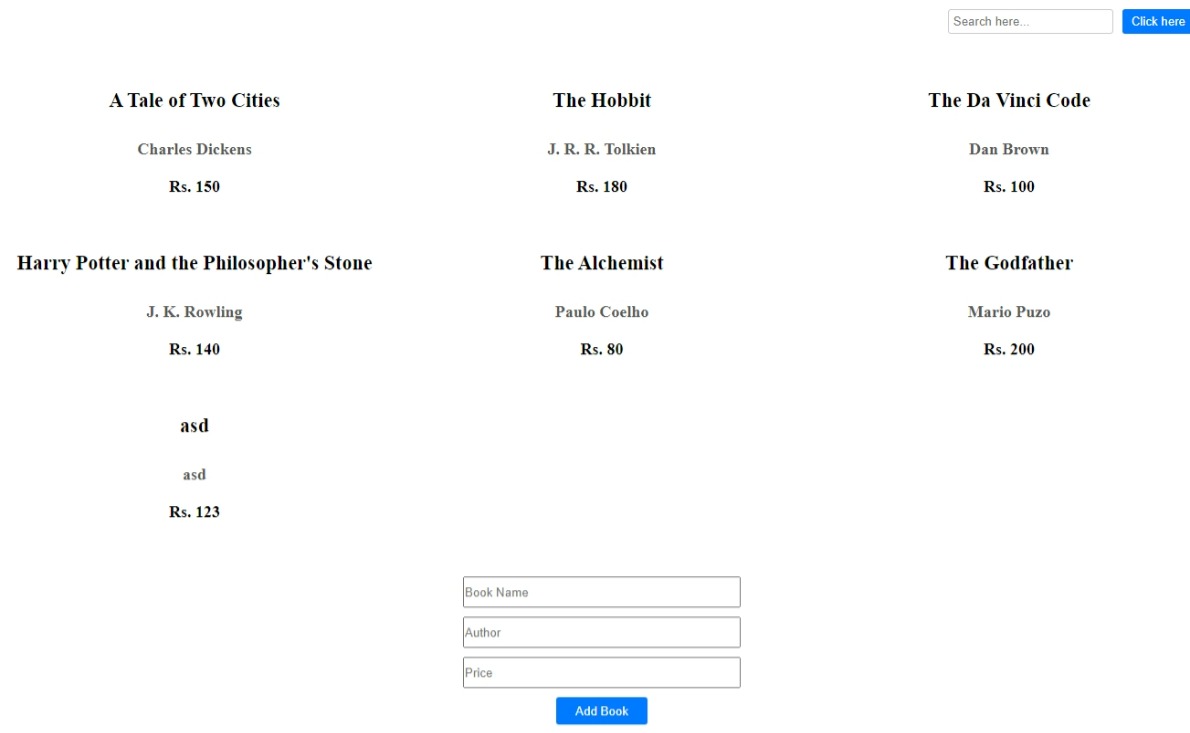 Search here... Click here
A Tale of Two Cities The Hobbit The Da Vinci Code
Charles Dickens J. R. R. Tolkien Dan Brown
Rs. 150 Rs. 180 Rs. 100
Harry Potter and the Philosopher's Stone The Alchemist The Godfather
J. K. Rowling Paulo Coelho Mario Puzo
Rs. 140 Rs. 80 Rs. 200
asd
asd
Rs. 123
Book Name
Author
Price
Add Book